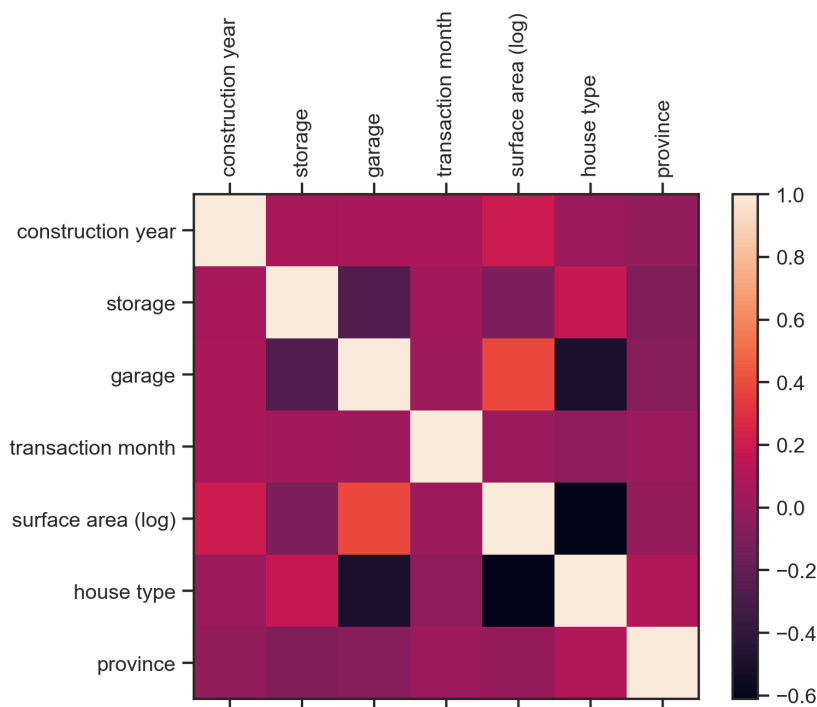 construction year
storage
garage
transaction month
surface area (log)
house type
province
construction year
storage
garage
transaction month
surface area (log)
house type
province
1.0
0.8
0.6
0.4
0.2
0.0
−0.2
−0.4
−0.6